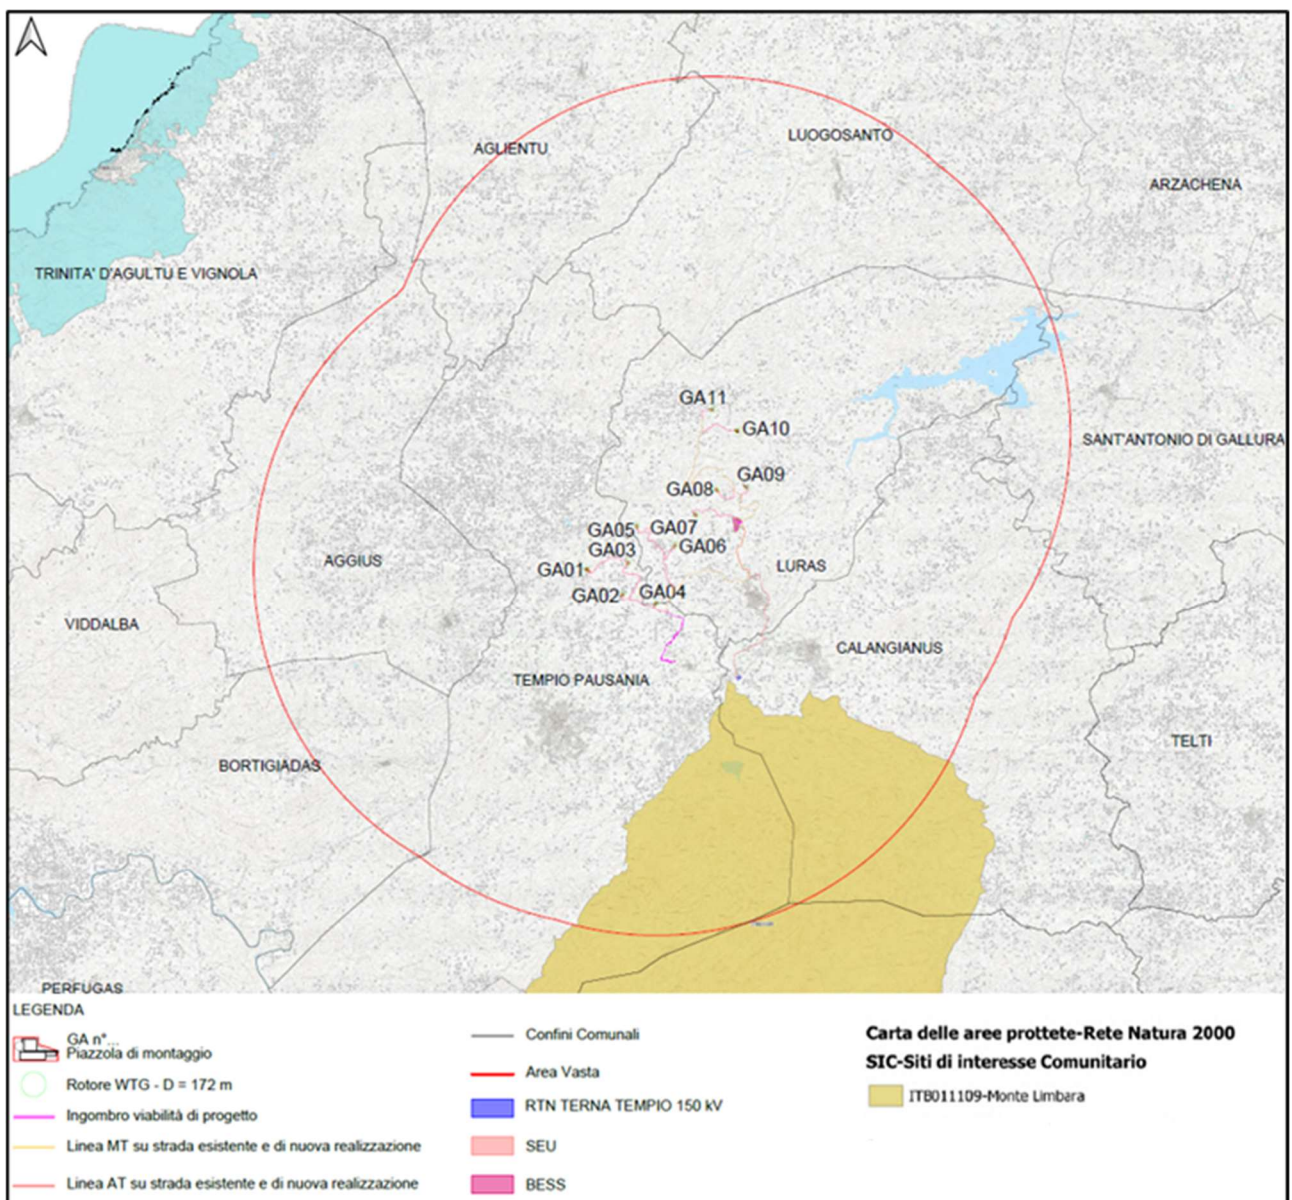 LUOGOSANTO
AGLIENTU
ARZACHENA
TRINITA' D'AGULTU E VIGNOLA
GA11
GA10
SANT'ANTONIO DI GALLURA
GA09
GA08
GA05 GA07
GA03 GA06
AGGIUS
GA01
LURAS
GA02 GA04
VIDDALBA
CALANGIANUS
TEMPIO PAUSANIA
TELTI
BORTIGIADAS
PERFUGAS
LEGENDA
GA n°...
Piazzola di montaggio
Rotore WTG - D = 172 m
Ingombro viabilità di progetto
Linea MT su strada esistente e di nuova realizzazione
Linea AT su strada esistente e di nuova realizzazione
Confini Comunali
Area Vasta
RTN TERNA TEMPIO 150 kV
SEU
BESS
Carta delle aree prottete-Rete Natura 2000
SIC-Siti di interesse Comunitario
ITB011109-Monte Limbara